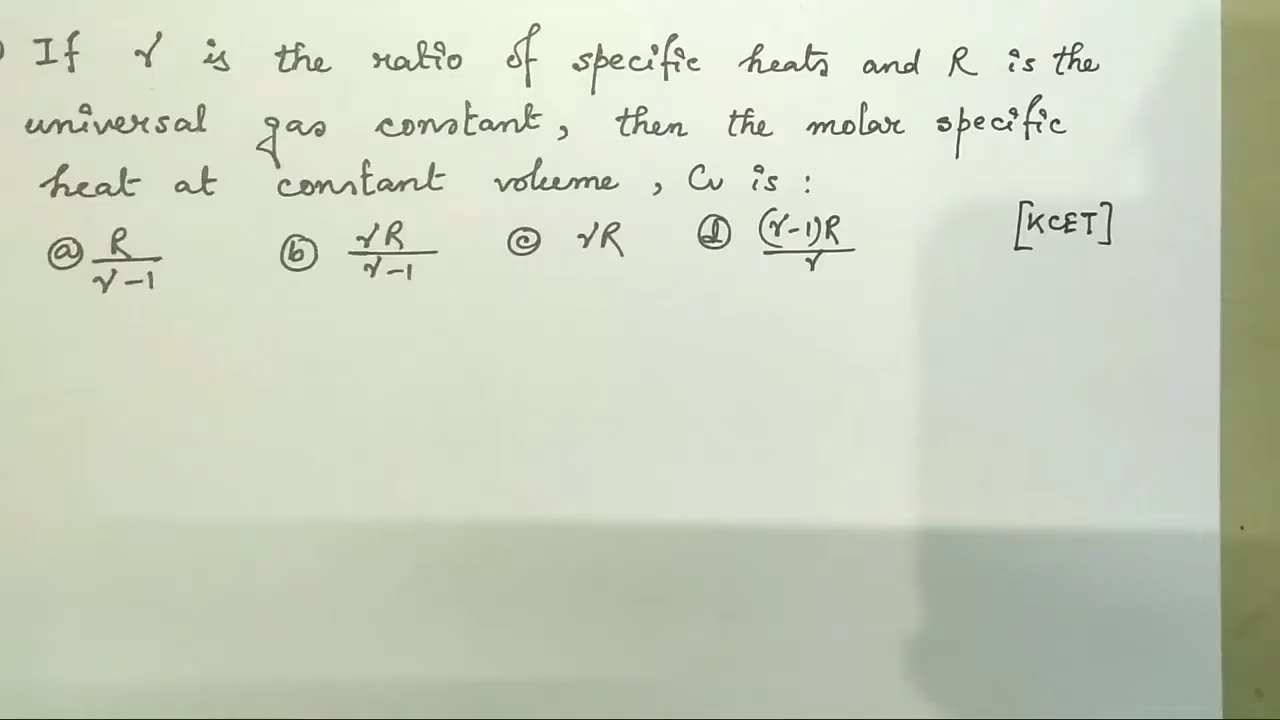 ) If γ is the ratio of specific heats and R is the
universal gas constant, then the molar specific
heat at constant volume, Cv is :
ⓐ R/(γ-1) ⓑ γR/(γ-1) ⓒ γR ⓓ (γ-1)R/γ [KCET]